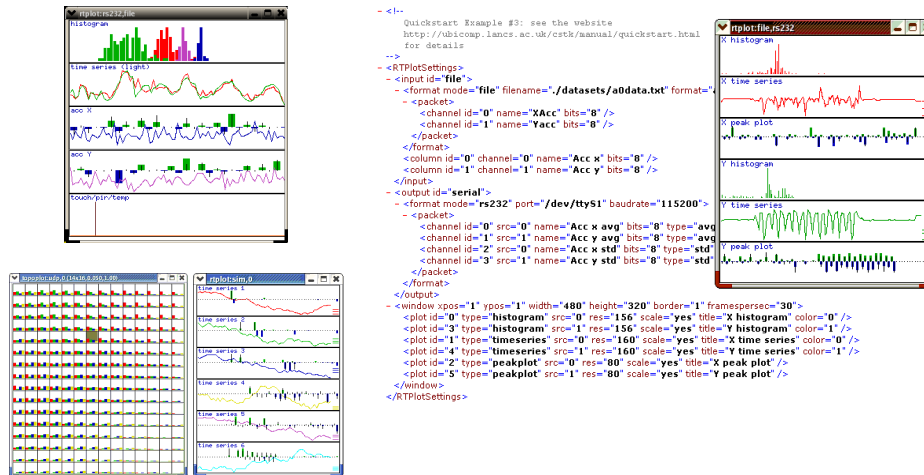 rtplot:rs232,file
histogram
time series (light)
acc X
acc Y
touch/pir/temp
topoplot:udp,0 (14x16,0.050,1.00)
rtplot:sim,0
time series 1
time series 2
time series 3
time series 4
time series 5
time series 6
- <!--
Quickstart Example #3: see the website
http://ubicomp.lancs.ac.uk/cstk/manual/quickstart.html
for details
-->
- <RTPlotSettings>
- <input id="file">
- <format mode="file" filename="./datasets/a0data.txt" format="
- <packet>
<channel id="0" name="XAcc" bits="8" />
<channel id="1" name="Yacc" bits="8" />
</packet>
</format>
<column id="0" channel="0" name="Acc x" bits="8" />
<column id="1" channel="1" name="Acc y" bits="8" />
</input>
- <output id="serial">
- <format mode="rs232" port="/dev/ttyS1" baudrate="115200">
- <packet>
<channel id="0" src="0" name="Acc x avg" bits="8" type="avg
<channel id="1" src="1" name="Acc y avg" bits="8" type="avg
<channel id="2" src="0" name="Acc x std" bits="8" type="std"
<channel id="3" src="1" name="Acc y std" bits="8" type="std"
</packet>
</format>
</output>
- <window xpos="1" ypos="1" width="480" height="320" border="1" framespersec="30">
<plot id="0" type="histogram" src="0" res="156" scale="yes" title="X histogram" color="0" />
<plot id="3" type="histogram" src="1" res="156" scale="yes" title="Y histogram" color="1" />
<plot id="1" type="timeseries" src="0" res="160" scale="yes" title="X time series" color="0" />
<plot id="4" type="timeseries" src="1" res="160" scale="yes" title="Y time series" color="1" />
<plot id="2" type="peakplot" src="0" res="80" scale="yes" title="X peak plot" />
<plot id="5" type="peakplot" src="1" res="80" scale="yes" title="Y peak plot" />
</window>
</RTPlotSettings>
rtplot:file,rs232
X histogram
X time series
X peak plot
Y histogram
Y time series
Y peak plot